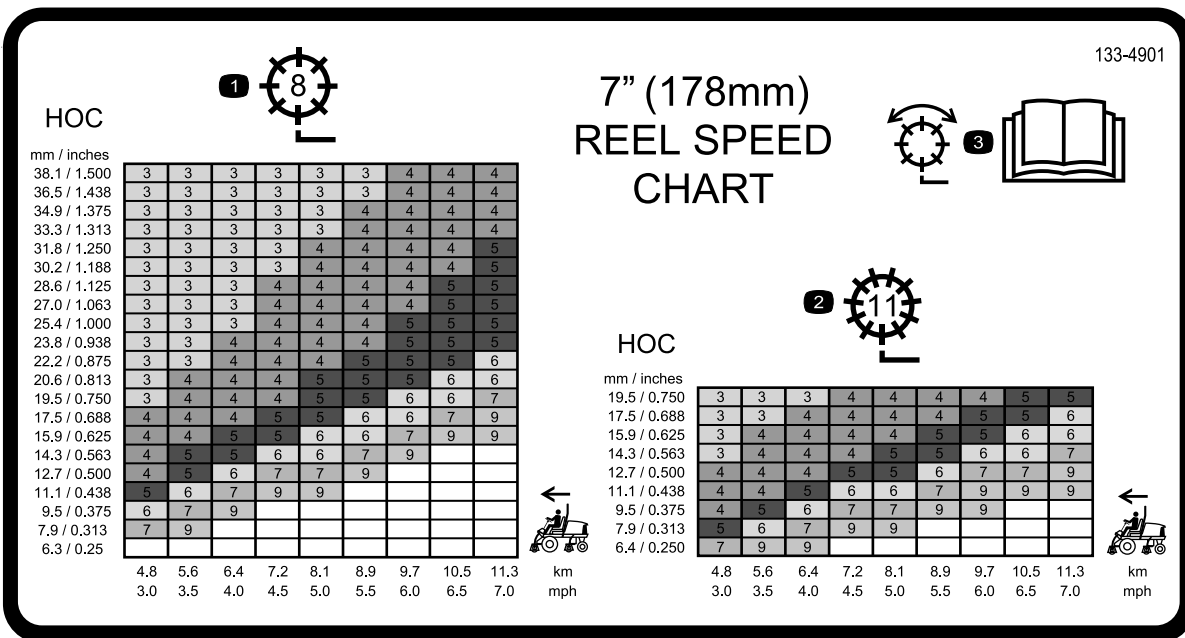 133-4901
7” (178mm)
REEL SPEED
CHART
1
8
HOC
mm / inches
38.1 / 1.500 3 3 3 3 3 3 4 4 4
36.5 / 1.438 3 3 3 3 3 3 4 4 4
34.9 / 1.375 3 3 3 3 3 4 4 4 4
33.3 / 1.313 3 3 3 3 3 4 4 4 4
31.8 / 1.250 3 3 3 3 4 4 4 4 5
30.2 / 1.188 3 3 3 3 4 4 4 4 5
28.6 / 1.125 3 3 3 4 4 4 4 5 5
27.0 / 1.063 3 3 3 4 4 4 4 5 5
25.4 / 1.000 3 3 3 4 4 4 5 5 5
23.8 / 0.938 3 3 4 4 4 4 5 5 5
22.2 / 0.875 3 3 4 4 4 5 5 5 6
20.6 / 0.813 3 4 4 4 5 5 5 6 6
19.5 / 0.750 3 4 4 4 5 5 6 6 7
17.5 / 0.688 4 4 4 5 5 6 6 7 9
15.9 / 0.625 4 4 5 5 6 6 7 9 9
14.3 / 0.563 4 5 5 6 6 7 9
12.7 / 0.500 4 5 6 7 7 9
11.1 / 0.438 5 6 7 9 9
9.5 / 0.375 6 7 9
7.9 / 0.313 7 9
6.3 / 0.25
4.8 5.6 6.4 7.2 8.1 8.9 9.7 10.5 11.3 km
3.0 3.5 4.0 4.5 5.0 5.5 6.0 6.5 7.0 mph
3
2
11
HOC
mm / inches
19.5 / 0.750 3 3 3 4 4 4 4 5 5
17.5 / 0.688 3 3 4 4 4 4 5 5 6
15.9 / 0.625 3 4 4 4 4 5 5 6 6
14.3 / 0.563 3 4 4 4 5 5 6 6 7
12.7 / 0.500 4 4 4 5 5 6 7 7 9
11.1 / 0.438 4 4 5 6 6 7 9 9 9
9.5 / 0.375 4 5 6 7 7 9 9
7.9 / 0.313 5 6 7 9 9
6.4 / 0.250 7 9 9
4.8 5.6 6.4 7.2 8.1 8.9 9.7 10.5 11.3 km
3.0 3.5 4.0 4.5 5.0 5.5 6.0 6.5 7.0 mph